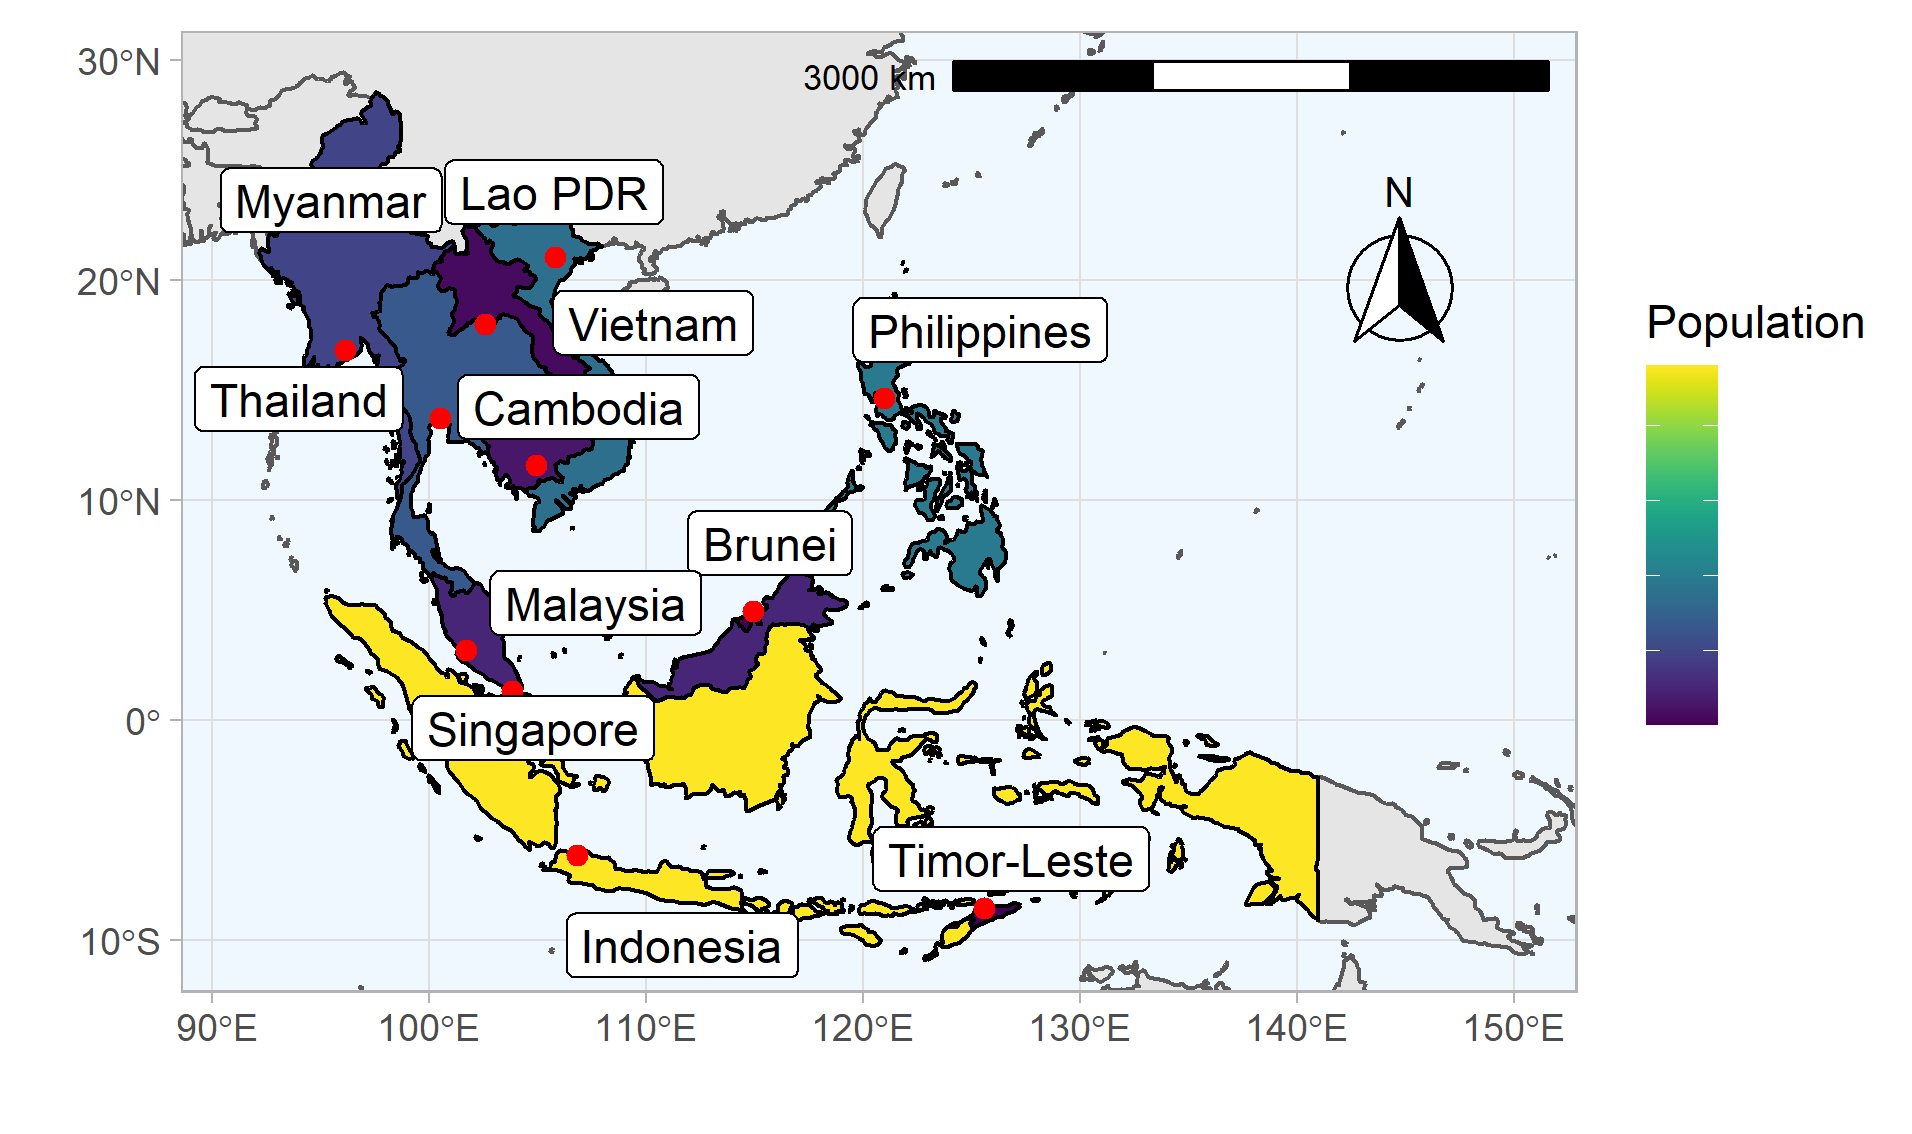 30°N
20°N
10°N
0°
10°S
3000 km
N
Myanmar
Lao PDR
Vietnam
Philippines
Thailand
Cambodia
Brunei
Malaysia
Singapore
Timor-Leste
Indonesia
90°E
100°E
110°E
120°E
130°E
140°E
150°E
Population